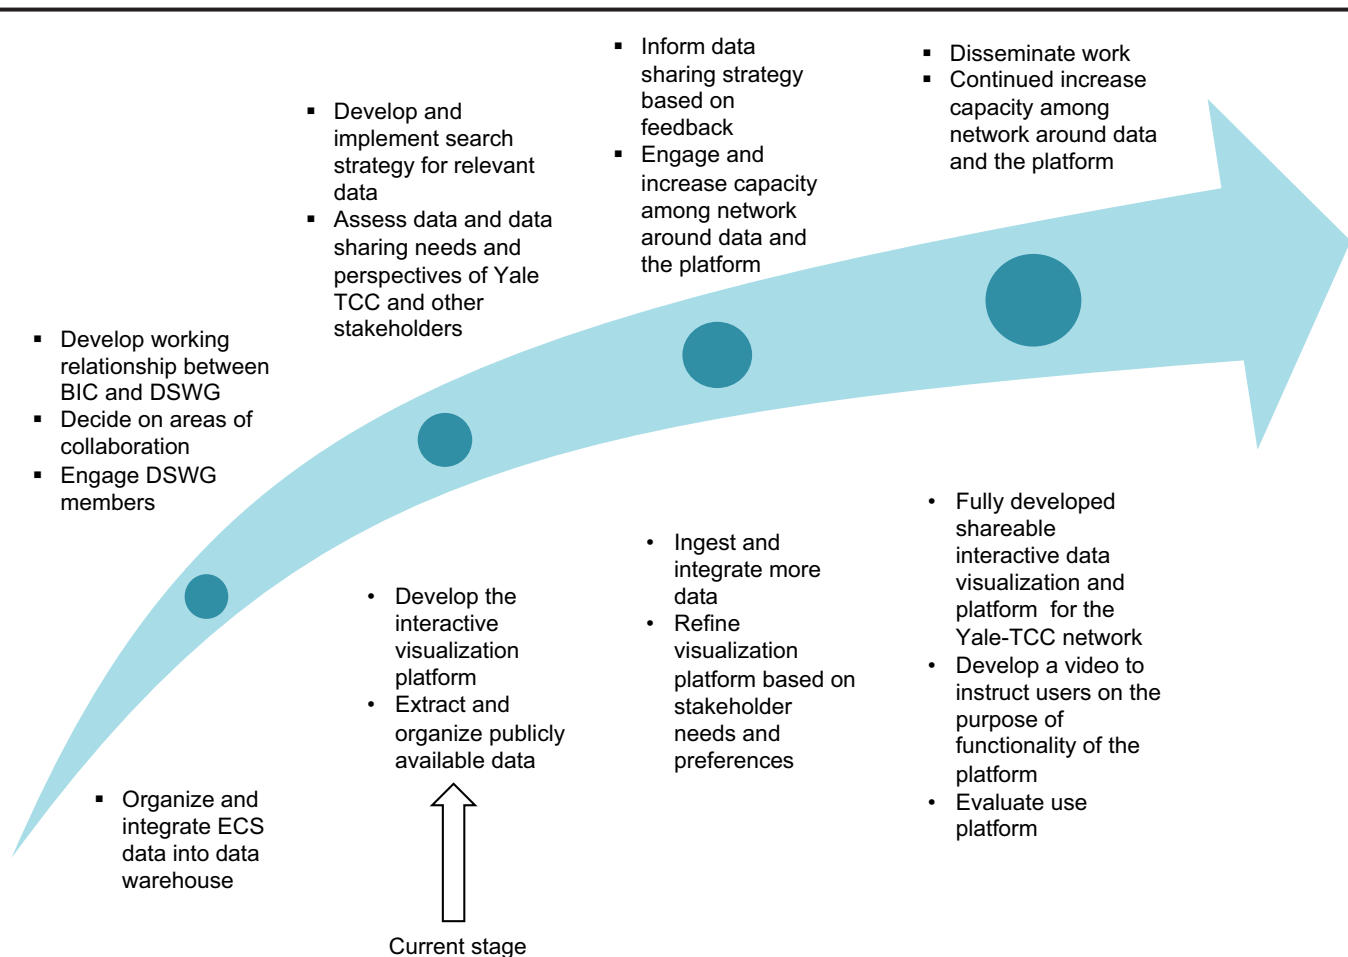 ▪ Develop working
relationship between
BIC and DSWG
▪ Decide on areas of
collaboration
▪ Engage DSWG
members
▪ Develop and
implement search
strategy for relevant
data
▪ Assess data and data
sharing needs and
perspectives of Yale
TCC and other
stakeholders
▪ Inform data
sharing strategy
based on
feedback
▪ Engage and
increase capacity
among network
around data and
the platform
▪ Disseminate work
▪ Continued increase
capacity among
network around data
and the platform
▪ Organize and
integrate ECS
data into data
warehouse
• Develop the
interactive
visualization
platform
• Extract and
organize publicly
available data
Current stage
• Ingest and
integrate more
data
• Refine
visualization
platform based on
stakeholder
needs and
preferences
• Fully developed
shareable
interactive data
visualization and
platform for the
Yale-TCC network
• Develop a video to
instruct users on the
purpose of
functionality of the
platform
• Evaluate use
platform